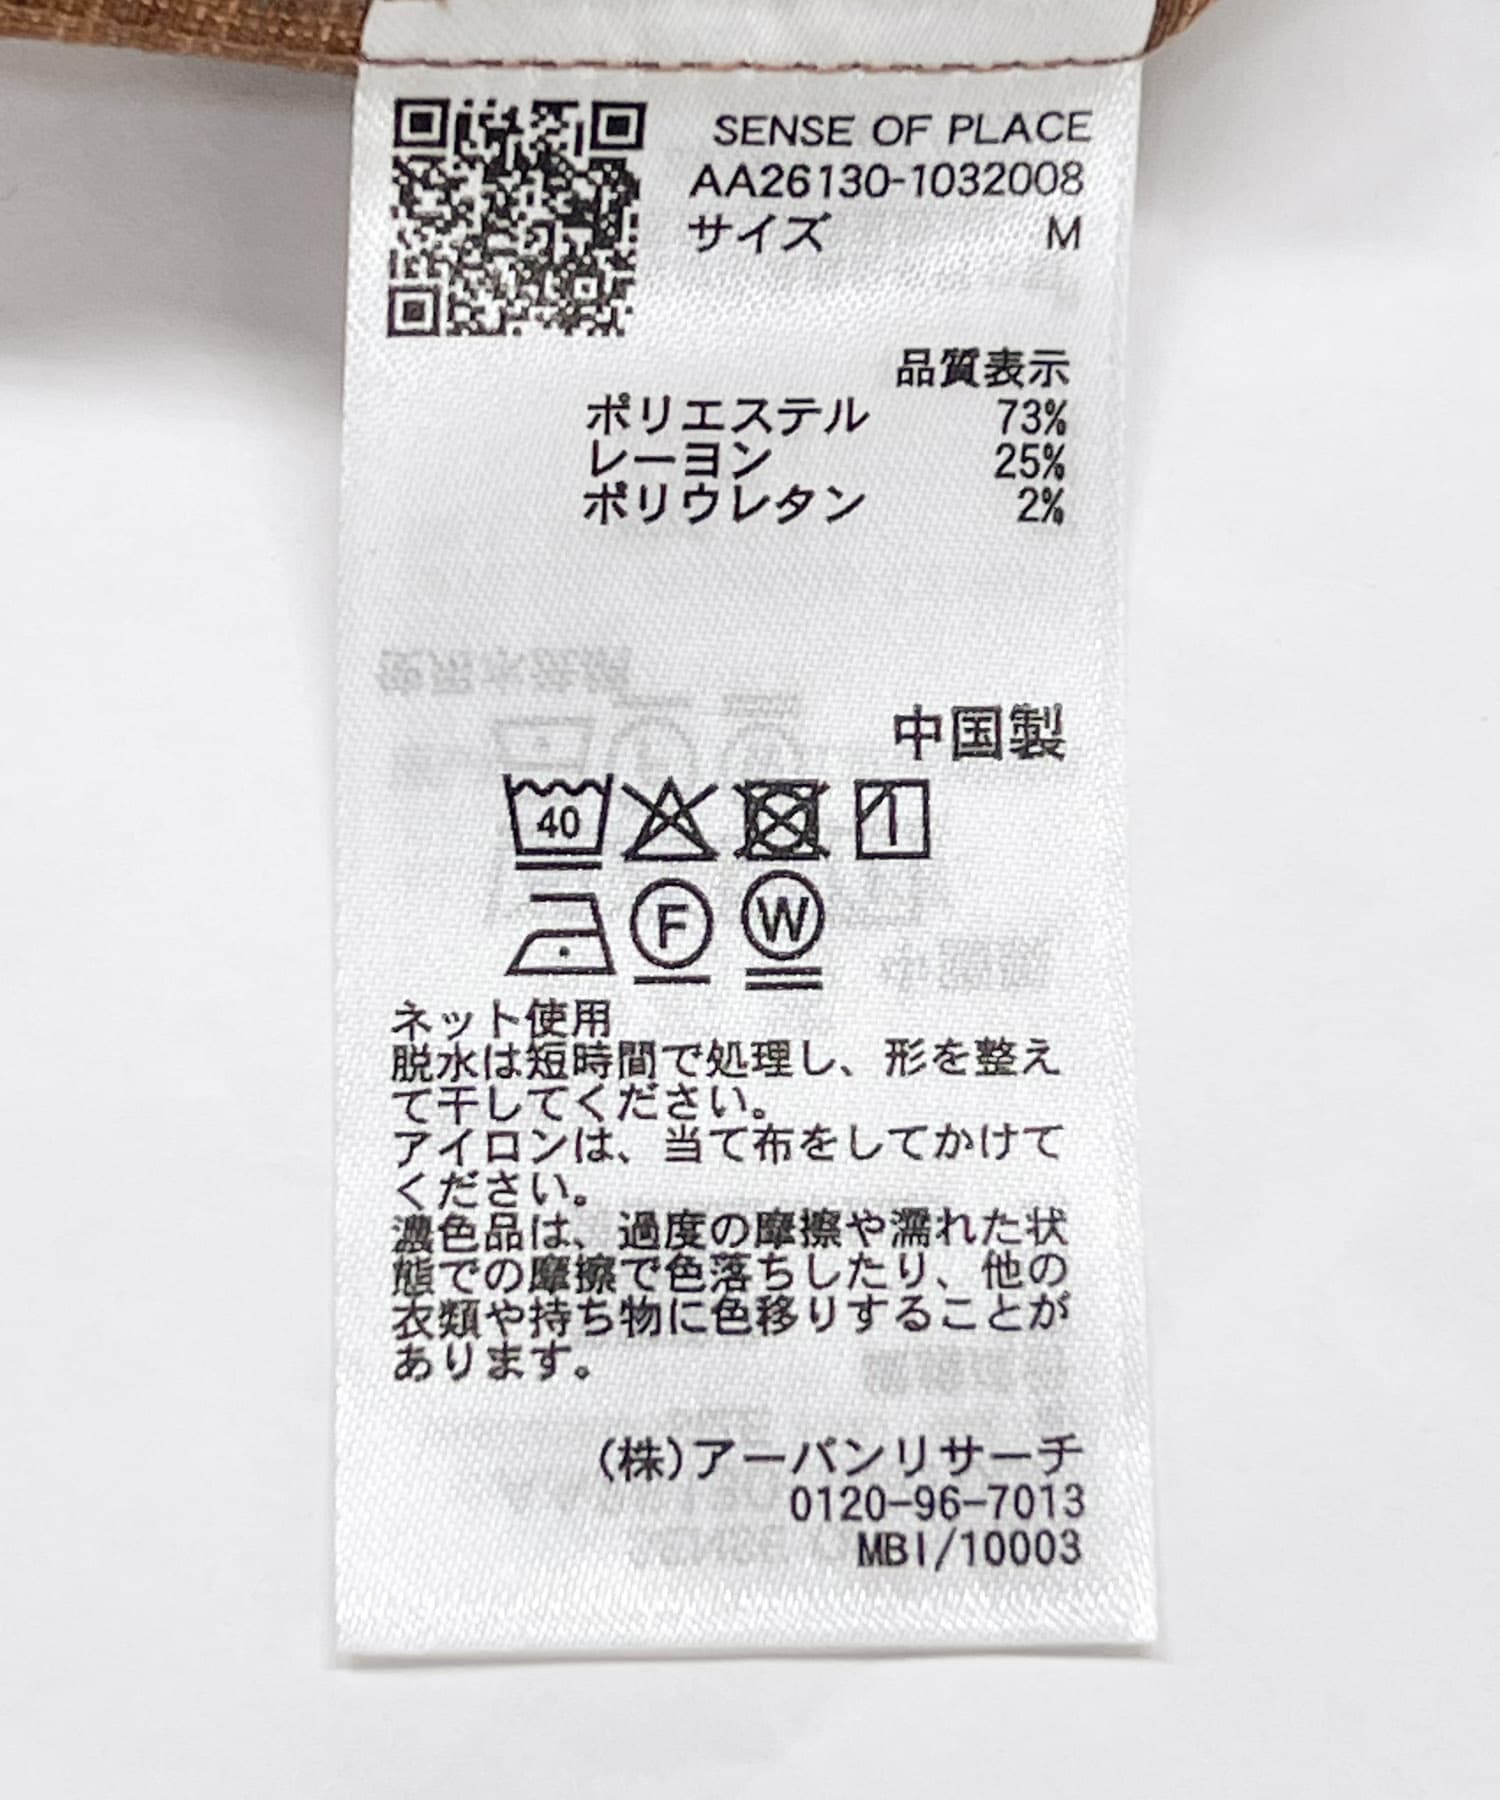 SENSE OF PLACE
AA26130-1032008
サイズ M
品質表示
ポリエステル 73%
レーヨン 25%
ポリウレタン 2%
中国製
40
F W
ネット使用
脱水は短時間で処理し、形を整え
て干してください。
アイロンは、当て布をしてかけて
ください。
濃色品は、過度の摩擦や濡れた状
態での摩擦で色落ちしたり、他の
衣類や持ち物に色移りすることが
あります。
(株)アーバンリサーチ
0120-96-7013
MBI/10003